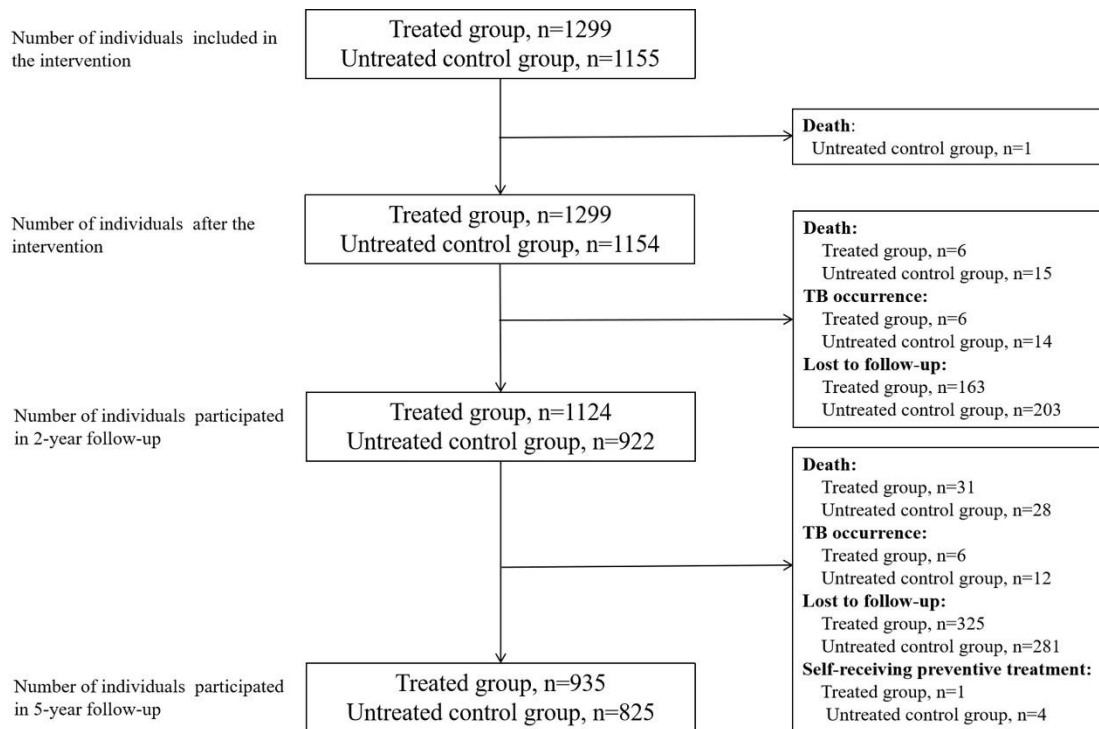 Number of individuals included in
the intervention
Treated group, n=1299
Untreated control group, n=1155
Death:
Untreated control group, n=1
Number of individuals after the
intervention
Treated group, n=1299
Untreated control group, n=1154
Death:
Treated group, n=6
Untreated control group, n=15
TB occurrence:
Treated group, n=6
Untreated control group, n=14
Lost to follow-up:
Treated group, n=163
Untreated control group, n=203
Number of individuals participated
in 2-year follow-up
Treated group, n=1124
Untreated control group, n=922
Death:
Treated group, n=31
Untreated control group, n=28
TB occurrence:
Treated group, n=6
Untreated control group, n=12
Lost to follow-up:
Treated group, n=325
Untreated control group, n=281
Self-receiving preventive treatment:
Treated group, n=1
Untreated control group, n=4
Number of individuals participated
in 5-year follow-up
Treated group, n=935
Untreated control group, n=825